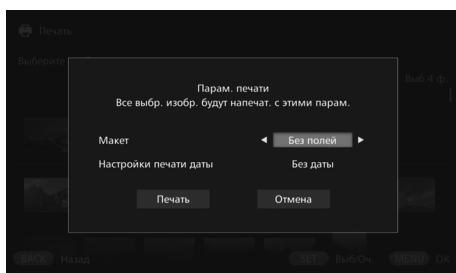 Печать
Выберите
Выб.4 ф.
Парам. печати
Все выбр. изобр. будут напечат. с этими парам.
Макет
Без полей
Настройки печати даты
Без даты
Печать
Отмена
BACK Назад
SET Выб/Оч.
MENU OK